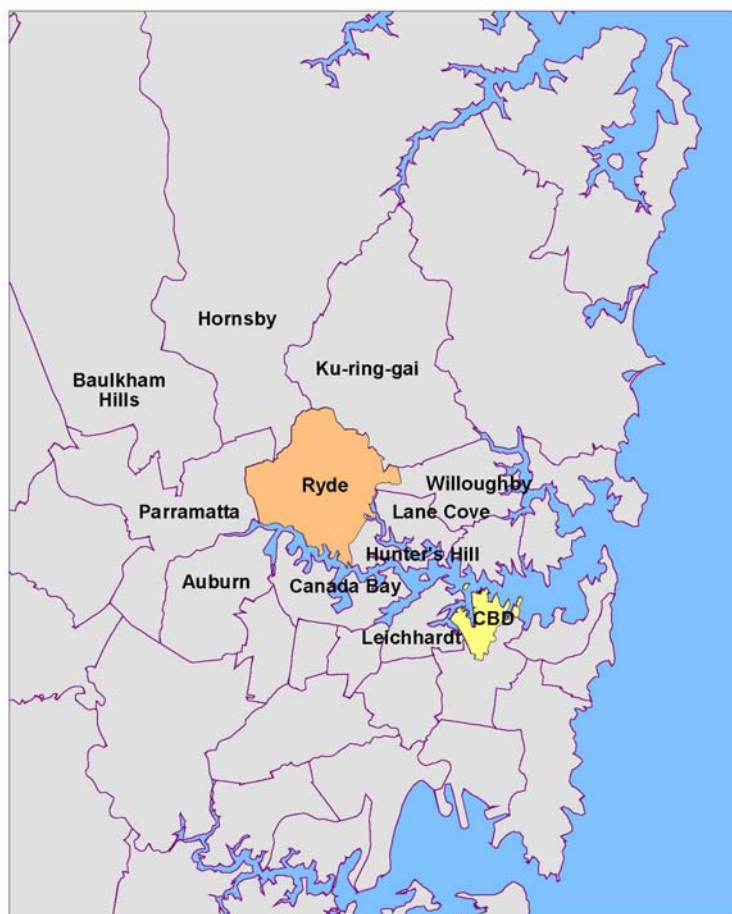 Hornsby
Ku-ring-gai
Baulkham
Hills
Ryde
Willoughby
Parramatta
Lane Cove
Hunter's Hill
Auburn
Canada Bay
CBD
Leichhardt